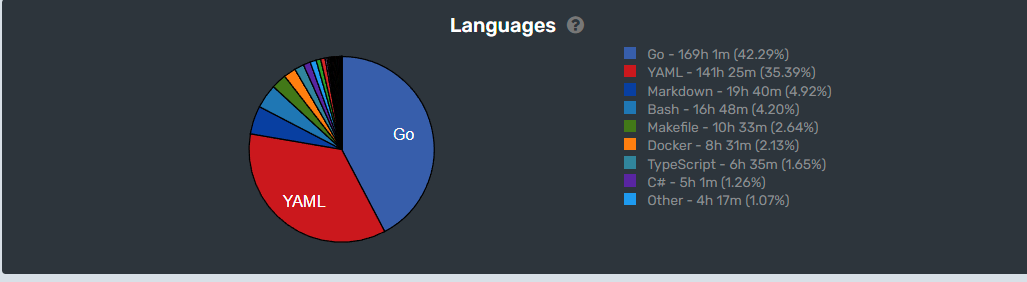 Languages ?
Go - 169h 1m (42.29%)
YAML - 141h 25m (35.39%)
Markdown - 19h 40m (4.92%)
Bash - 16h 48m (4.20%)
Makefile - 10h 33m (2.64%)
Docker - 8h 31m (2.13%)
TypeScript - 6h 35m (1.65%)
C# - 5h 1m (1.26%)
Other - 4h 17m (1.07%)
Go
YAML